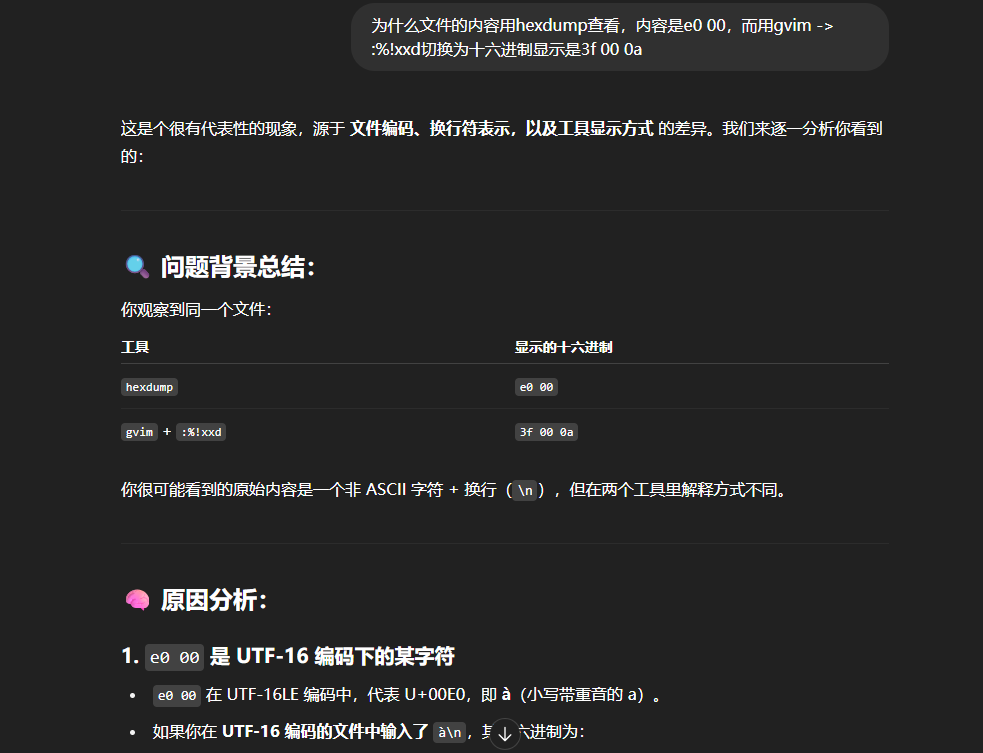 为什么文件的内容用hexdump查看，内容是e0 00，而用gvim ->
:%!xxd切换为十六进制显示是3f 00 0a
这是个很有代表性的现象，源于 文件编码、换行符表示，以及工具显示方式 的差异。我们来逐一分析你看到
的：
🔍 问题背景总结：
你观察到同一个文件：
工具 显示的十六进制
hexdump e0 00
gvim + :%!xxd 3f 00 0a
你很可能看到的原始内容是一个非 ASCII 字符 + 换行（\n），但在两个工具里解释方式不同。
🧠 原因分析：
1. e0 00 是 UTF-16 编码下的某字符
• e0 00 在 UTF-16LE 编码中，代表 U+00E0，即 à（小写带重音的 a）。
• 如果你在 UTF-16 编码的文件中输入了 à\n，其 六进制为：